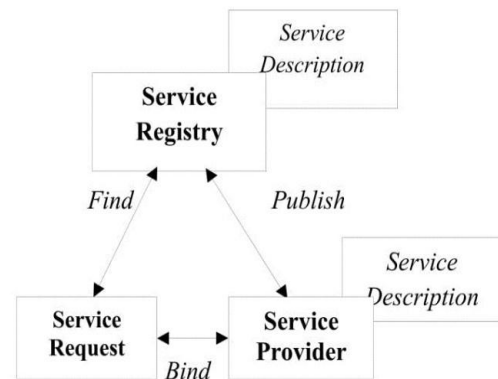 Service
Description
Service
Registry
Find
Publish
Service
Description
Service
Request
Service
Provider
Bind